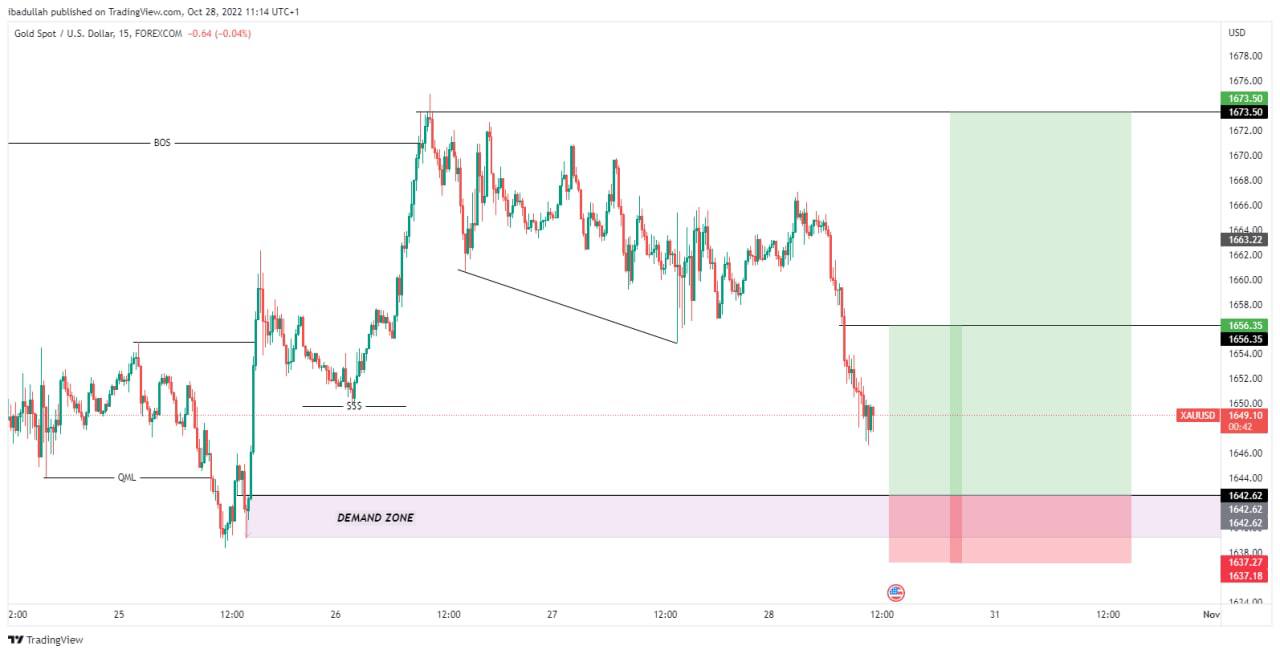 ibadullah published on TradingView.com, Oct 28, 2022 11:14 UTC+1
Gold Spot / U.S. Dollar, 15, FOREXCOM −0.64 (−0.04%)
USD
1678.00
1676.00
1673.50
1673.50
1672.00
BOS
1670.00
1668.00
1666.00
1664.00
1663.22
1662.00
1660.00
1658.00
1656.35
1656.35
1654.00
1652.00
1650.00
SSS
XAUUSD 1649.10
00:42
1646.00
QML
1644.00
1642.62
1642.62
1642.62
DEMAND ZONE
1638.00
1637.27
1637.18
1634.00
2:00 25 12:00 26 12:00 27 12:00 28 12:00 31 12:00 Nov
TradingView